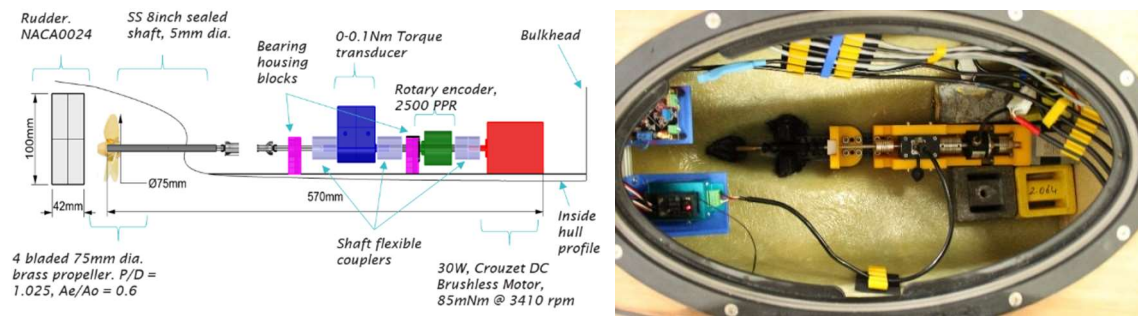 Rudder.
NACA0024
SS 8inch sealed
shaft, 5mm dia.
Bearing
housing
blocks
0-0.1Nm Torque
transducer
Rotary encoder,
2500 PPR
Bulkhead
100mm
Ø75mm
42mm
570mm
4 bladed 75mm dia.
brass propeller. P/D =
1.025, Ae/Ao = 0.6
Shaft flexible
couplers
30W, Crouzet DC
Brushless Motor,
85mNm @ 3410 rpm
Inside
hull
profile
2.064